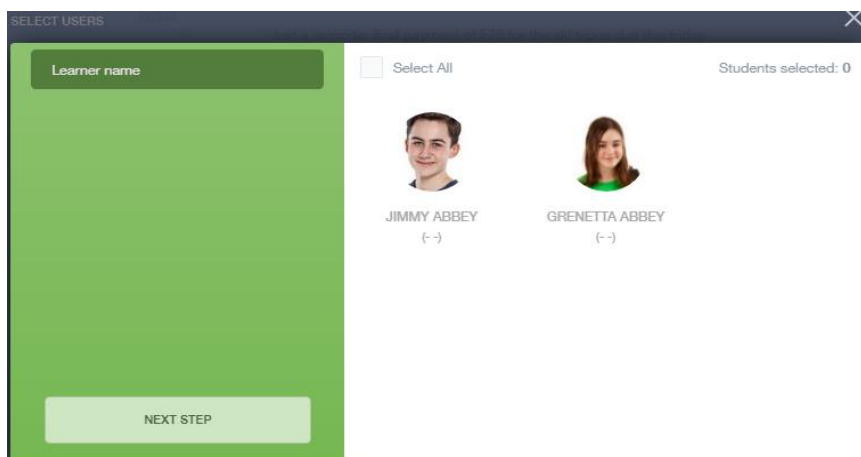 SELECT USERS
Learner name
Select All
Students selected: 0
JIMMY ABBEY
(- -)
GRENETTA ABBEY
(- -)
NEXT STEP